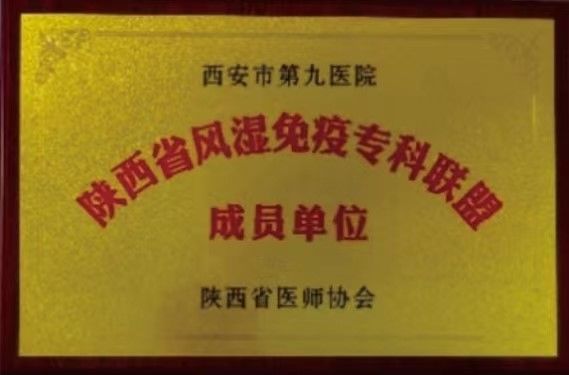 西安市第九医院
陕西省风湿免疫专科联盟
成员单位
陕西省医师协会